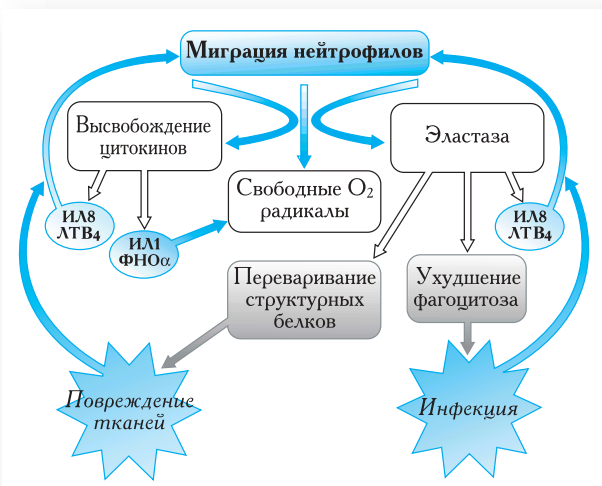 Миграция нейтрофилов
Высвобождение
цитокинов
Эластаза
Свободные O₂
радикалы
ИЛ8
ЛТВ₄
ИЛ1
ФНОα
ИЛ8
ЛТВ₄
Переваривание
структурных
белков
Ухудшение
фагоцитоза
Повреждение
тканей
Инфекция